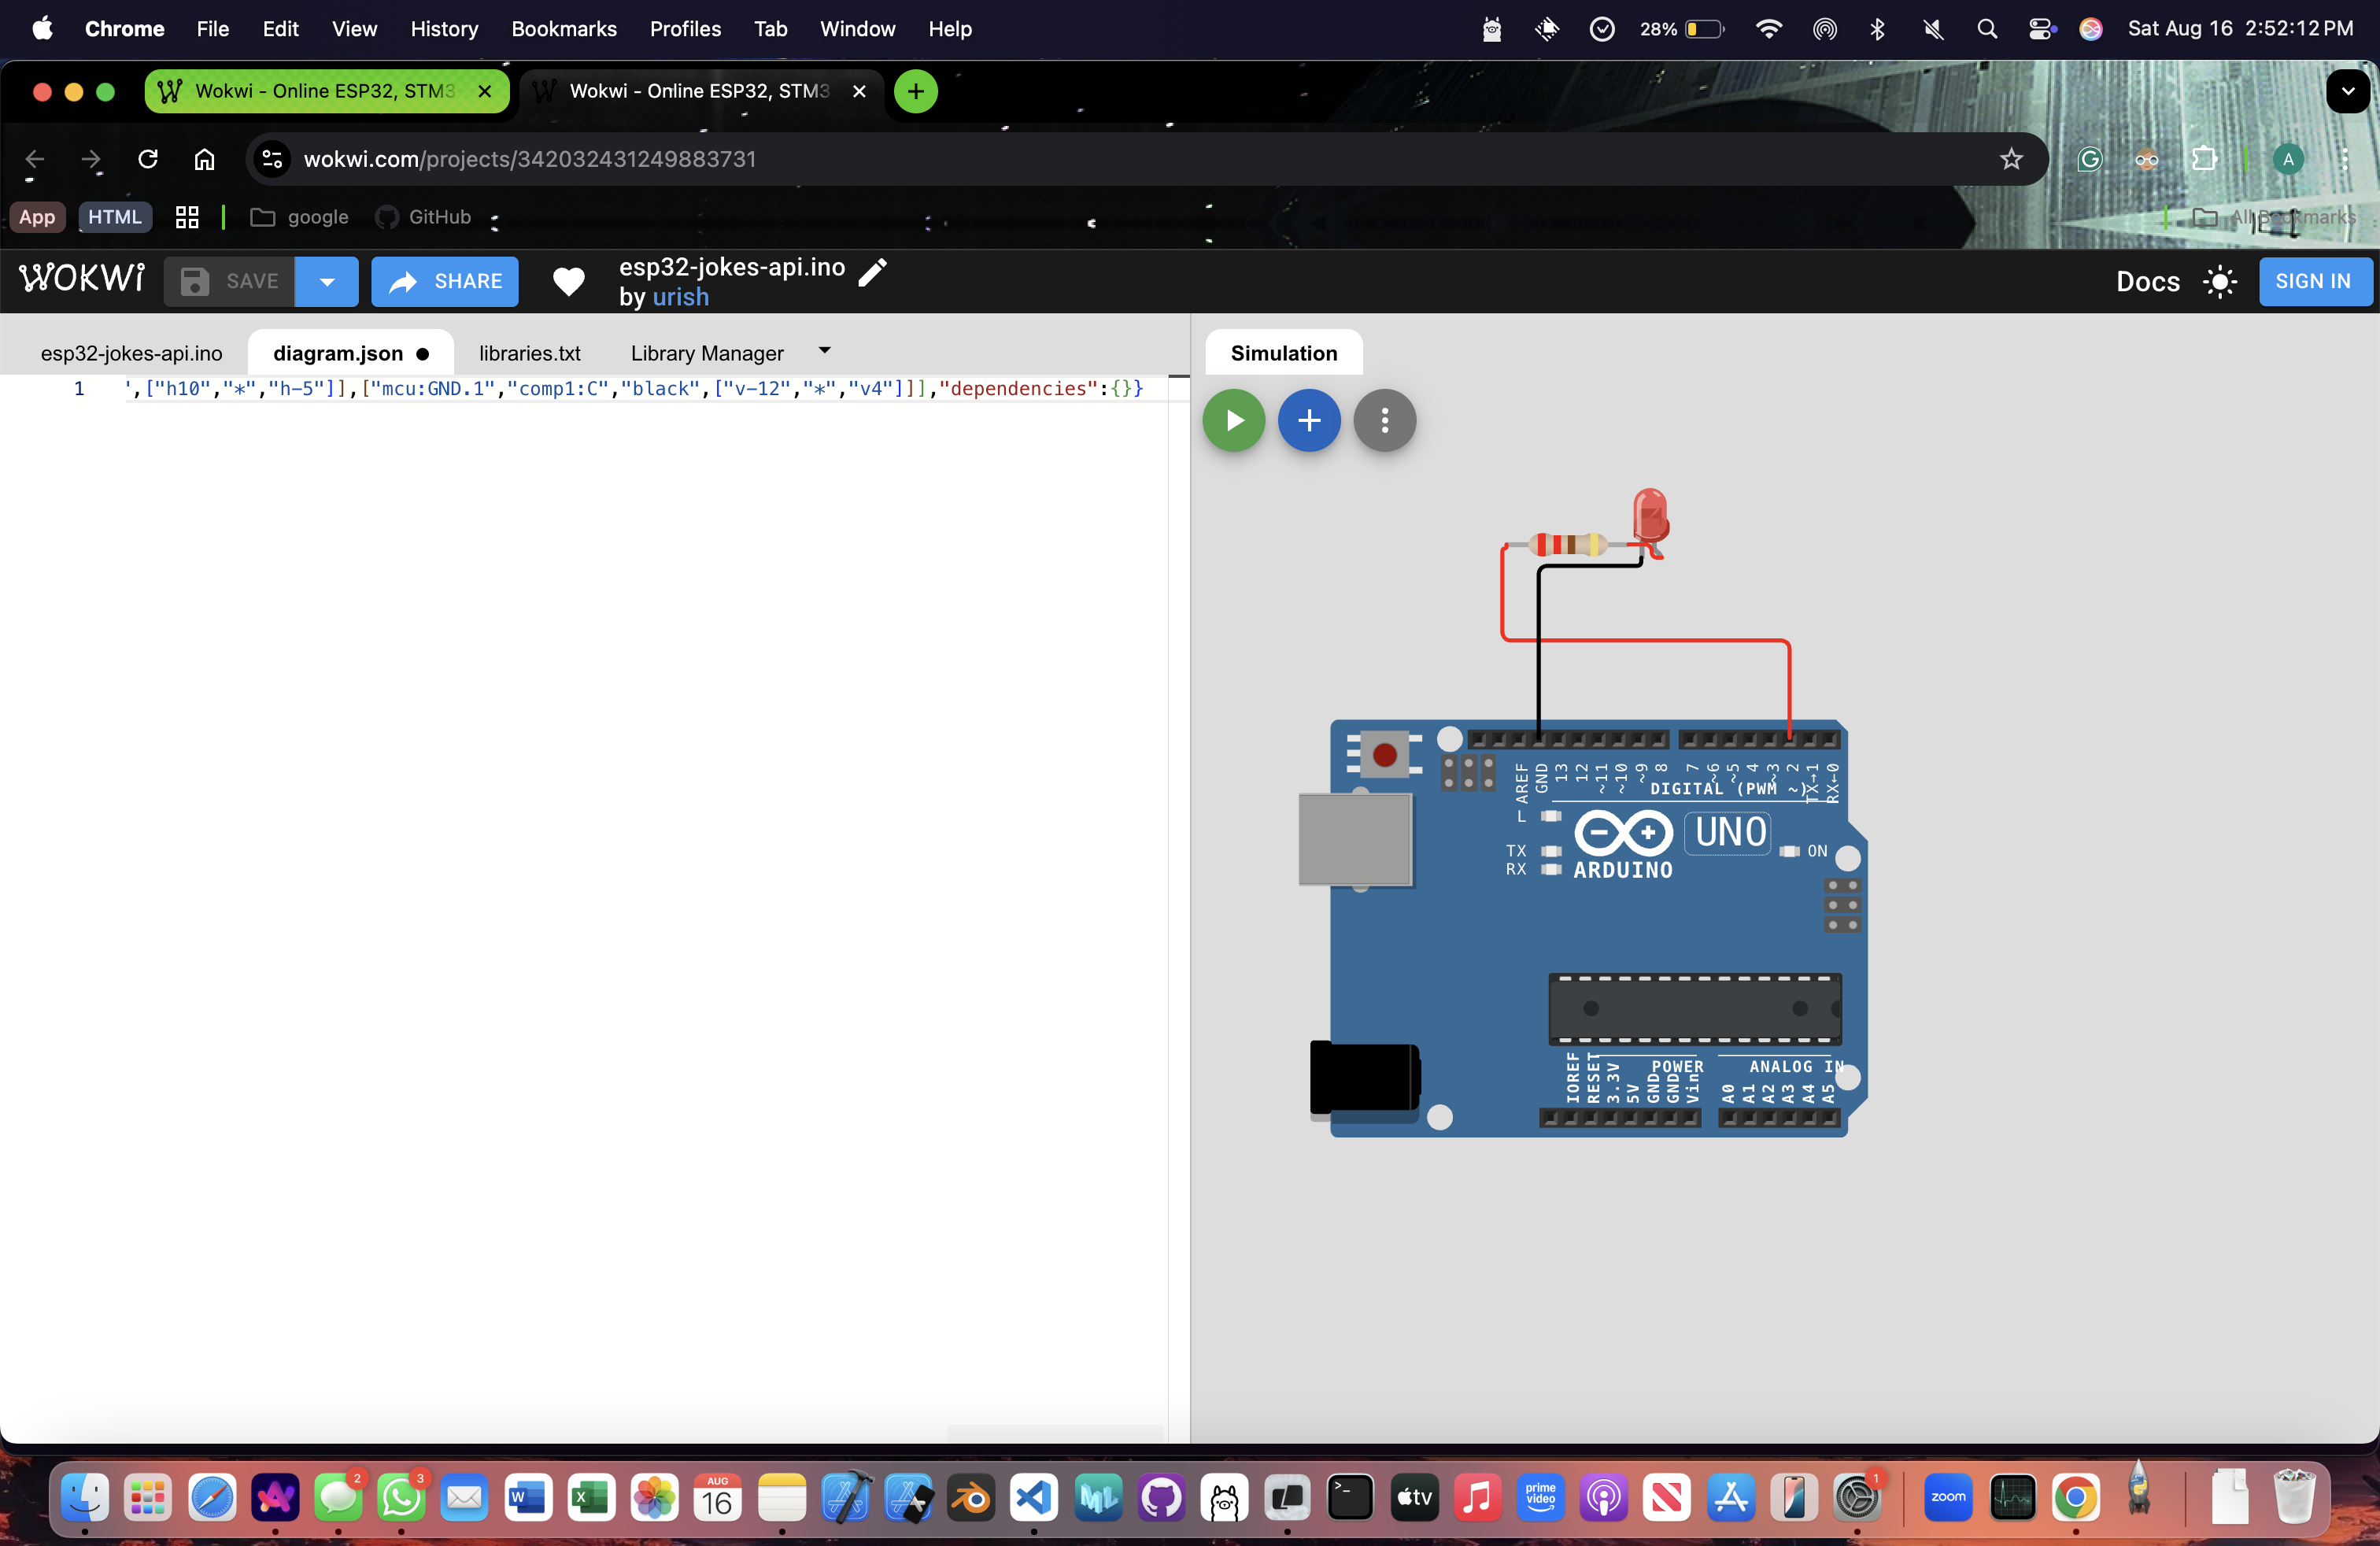 Chrome File Edit View History Bookmarks Profiles Tab Window Help 28% Sat Aug 16 2:52:12 PM
Wokwi - Online ESP32, STM3 Wokwi - Online ESP32, STM3
wokwi.com/projects/342032431249883731 A
App HTML google GitHub All Bookmarks
WOKWi SAVE SHARE esp32-jokes-api.ino
by urish
Docs SIGN IN
esp32-jokes-api.ino diagram.json libraries.txt Library Manager Simulation
1 ',["h10","*","h-5"]],["mcu:GND.1","comp1:C","black",["v-12","*","v4"]]],"dependencies":{}}
AREF GND 13 12 ~11 ~10 ~9 8 7 ~6 ~5 4 ~3 2 TX→1 RX←0
DIGITAL (PWM ~)
L
UNO
TX ON
RX ARDUINO
POWER ANALOG IN
IOREF RESET 3.3V 5V GND GND Vin A0 A1 A2 A3 A4 A5
2 3 AUG 1
W X 16 ML >_ tv prime video zoom